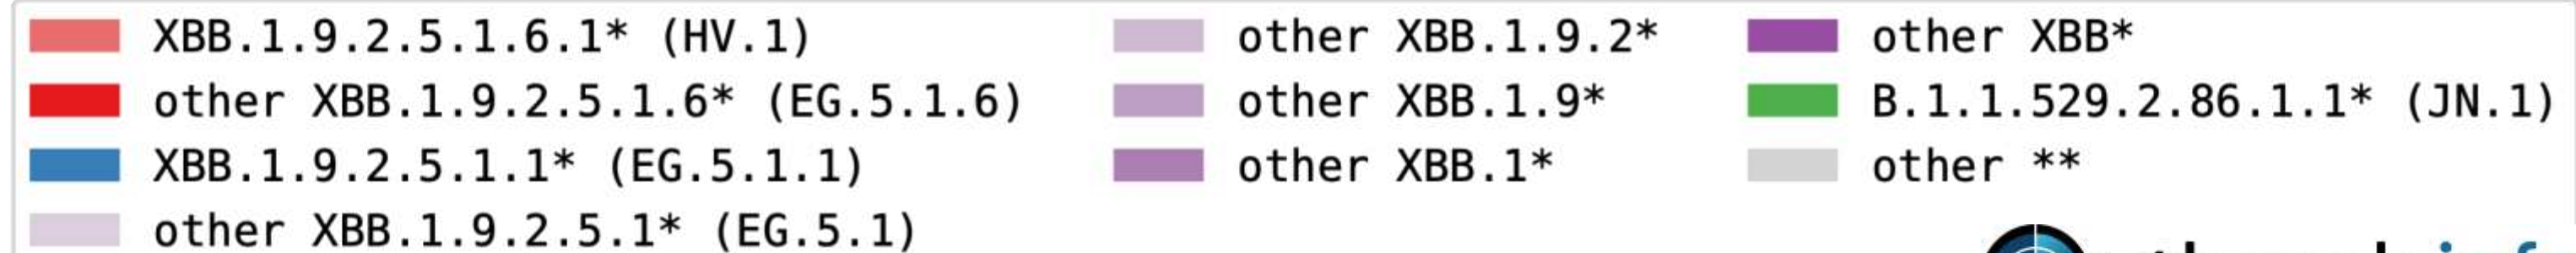 XBB.1.9.2.5.1.6.1* (HV.1)
other XBB.1.9.2.5.1.6* (EG.5.1.6)
XBB.1.9.2.5.1.1* (EG.5.1.1)
other XBB.1.9.2.5.1* (EG.5.1)
other XBB.1.9.2*
other XBB.1.9*
other XBB.1*
other XBB*
B.1.1.529.2.86.1.1* (JN.1)
other **